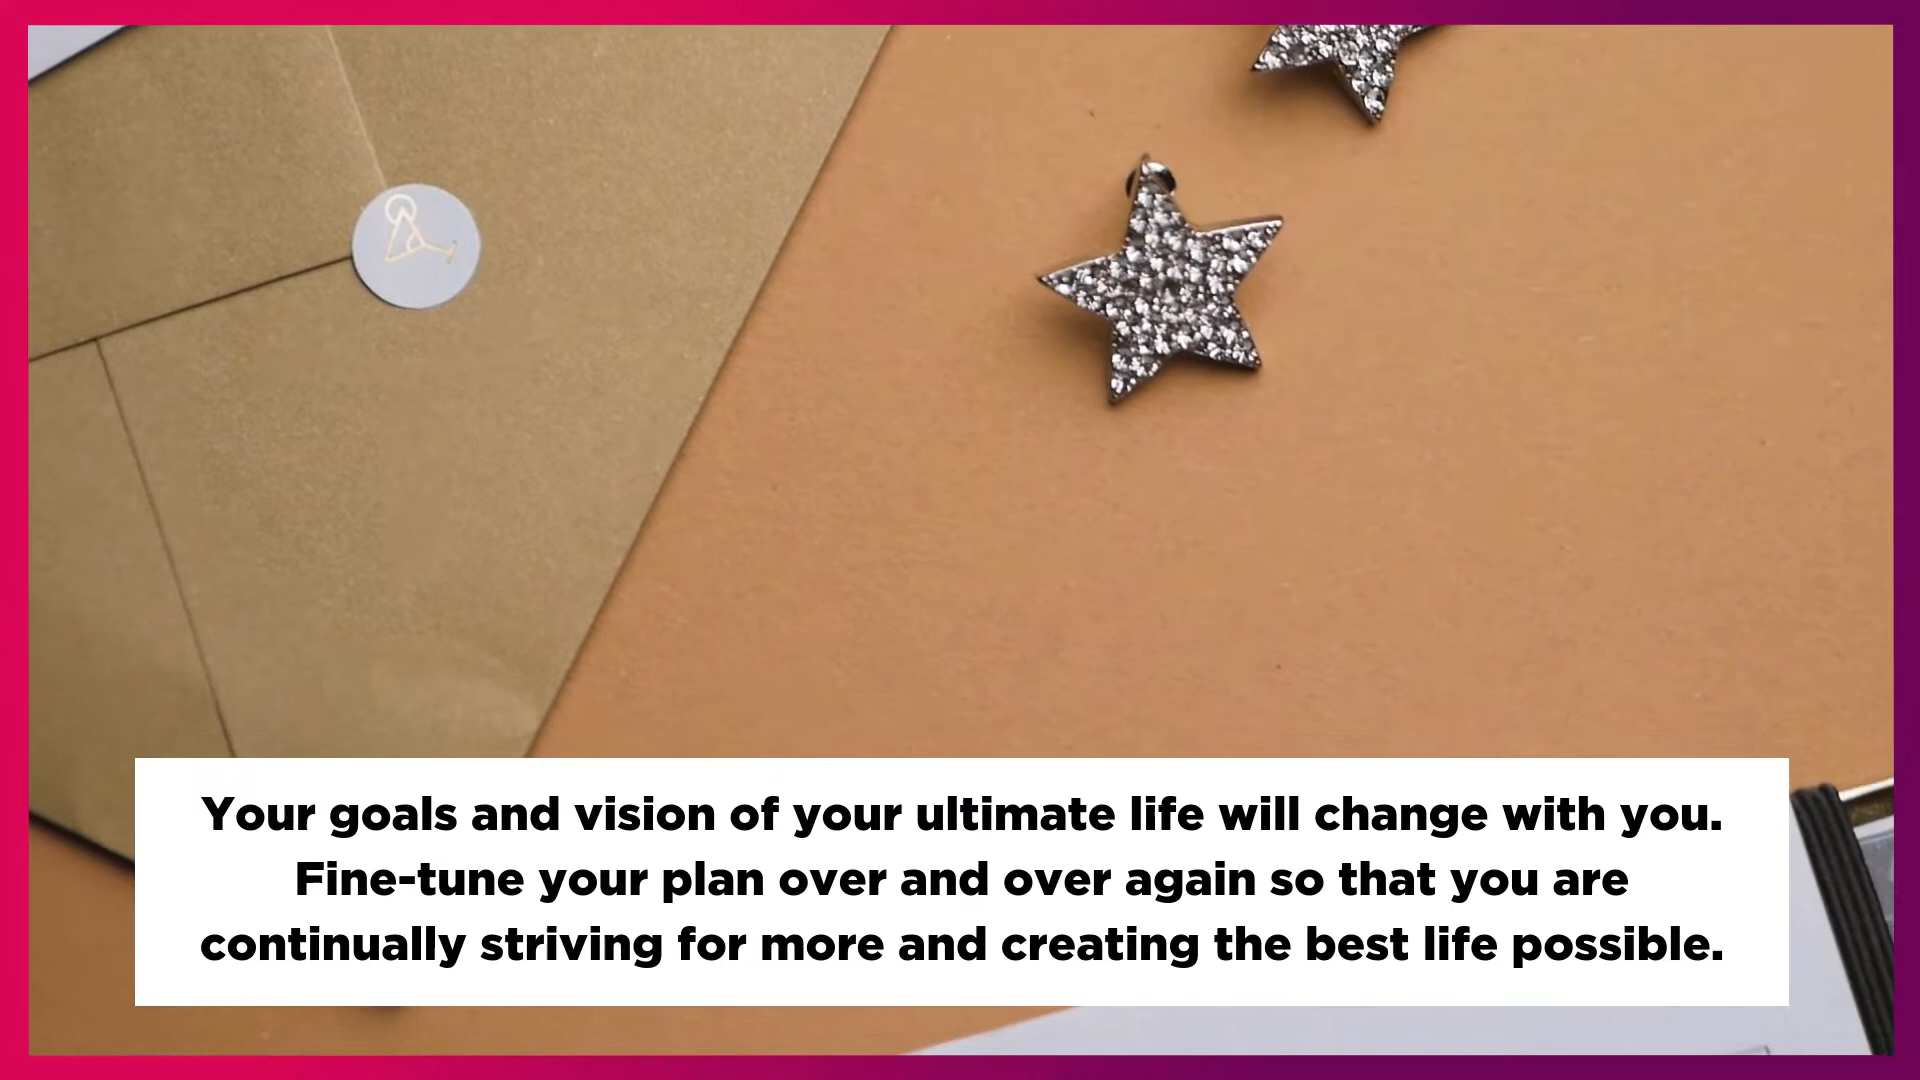 Your goals and vision of your ultimate life will change with you.
Fine-tune your plan over and over again so that you are
continually striving for more and creating the best life possible.